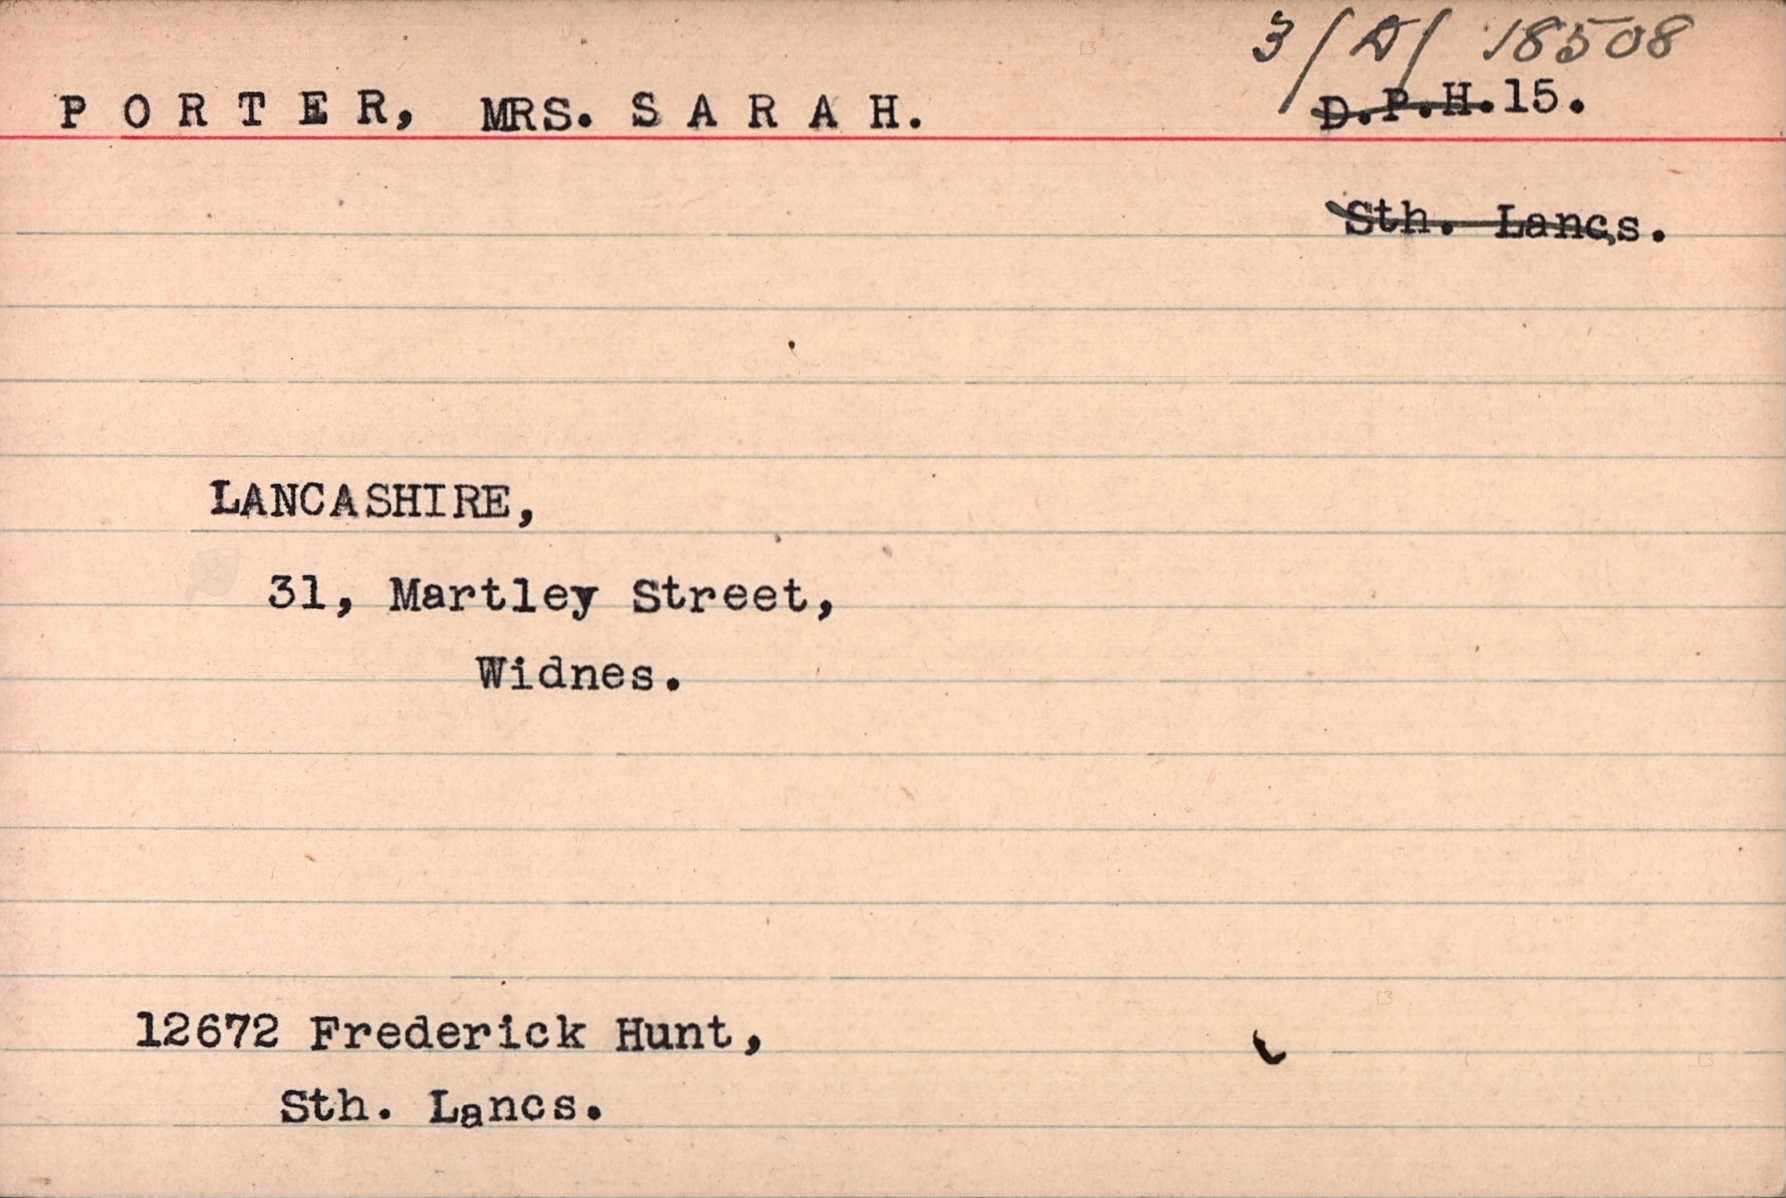 3/D/ 18508
PORTER, MRS. SARAH. D.P.H.15.
Sth. Lancs.
LANCASHIRE,
31, Martley Street,
Widnes.
12672 Frederick Hunt,
Sth. Lancs.